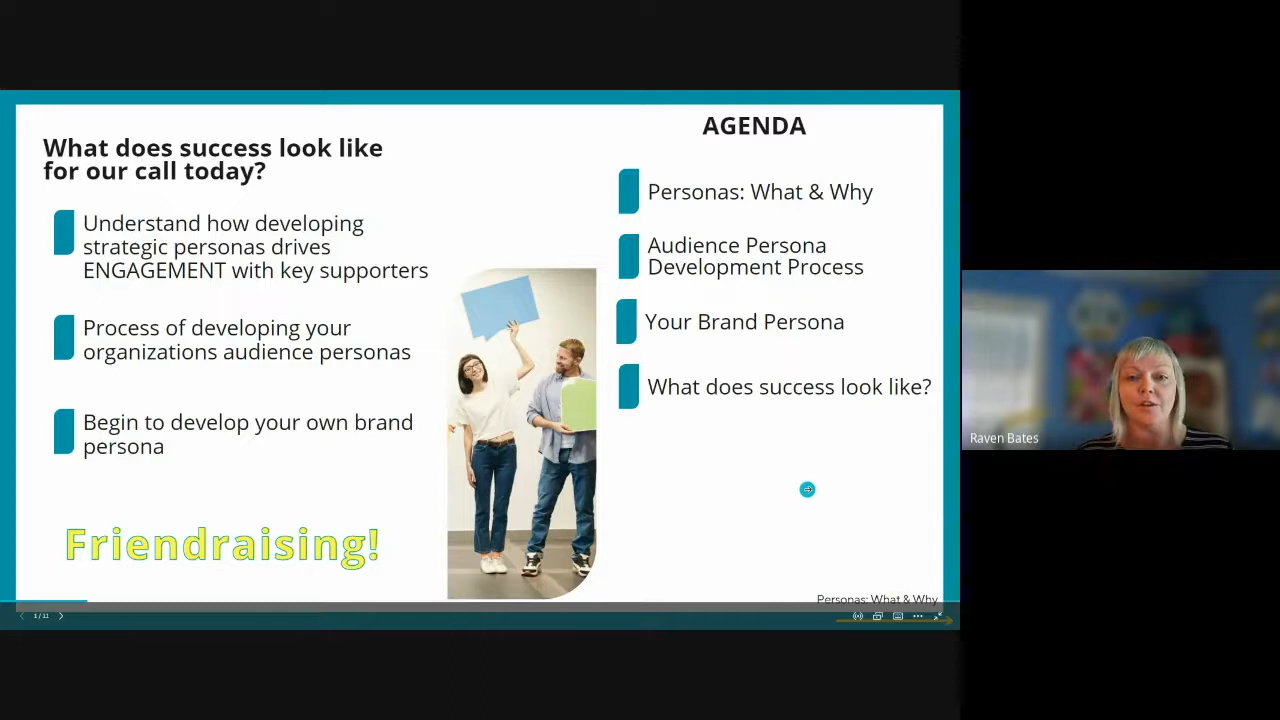 What does success look like
for our call today?
Understand how developing
strategic personas drives
ENGAGEMENT with key supporters
Process of developing your
organizations audience personas
Begin to develop your own brand
persona
Friendraising!
AGENDA
Personas: What & Why
Audience Persona
Development Process
Your Brand Persona
What does success look like?
Personas: What & Why
1/11
Raven Bates